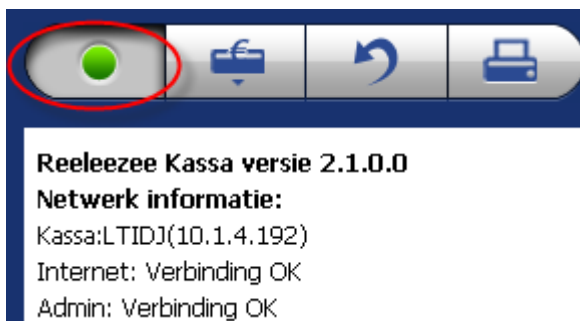 €
Reeleezee Kassa versie 2.1.0.0
Netwerk informatie:
Kassa:LTIDJ(10.1.4.192)
Internet: Verbinding OK
Admin: Verbinding OK